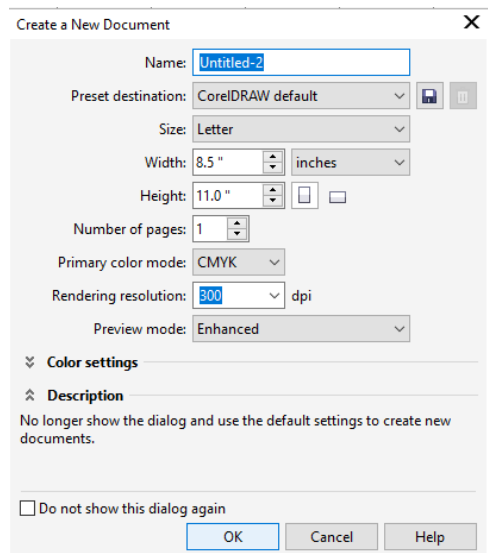 Create a New Document
Name: Untitled-2
Preset destination: CorelDRAW default
Size: Letter
Width: 8.5 " inches
Height: 11.0 "
Number of pages: 1
Primary color mode: CMYK
Rendering resolution: 300 dpi
Preview mode: Enhanced
Color settings
Description
No longer show the dialog and use the default settings to create new
documents.
Do not show this dialog again
OK Cancel Help